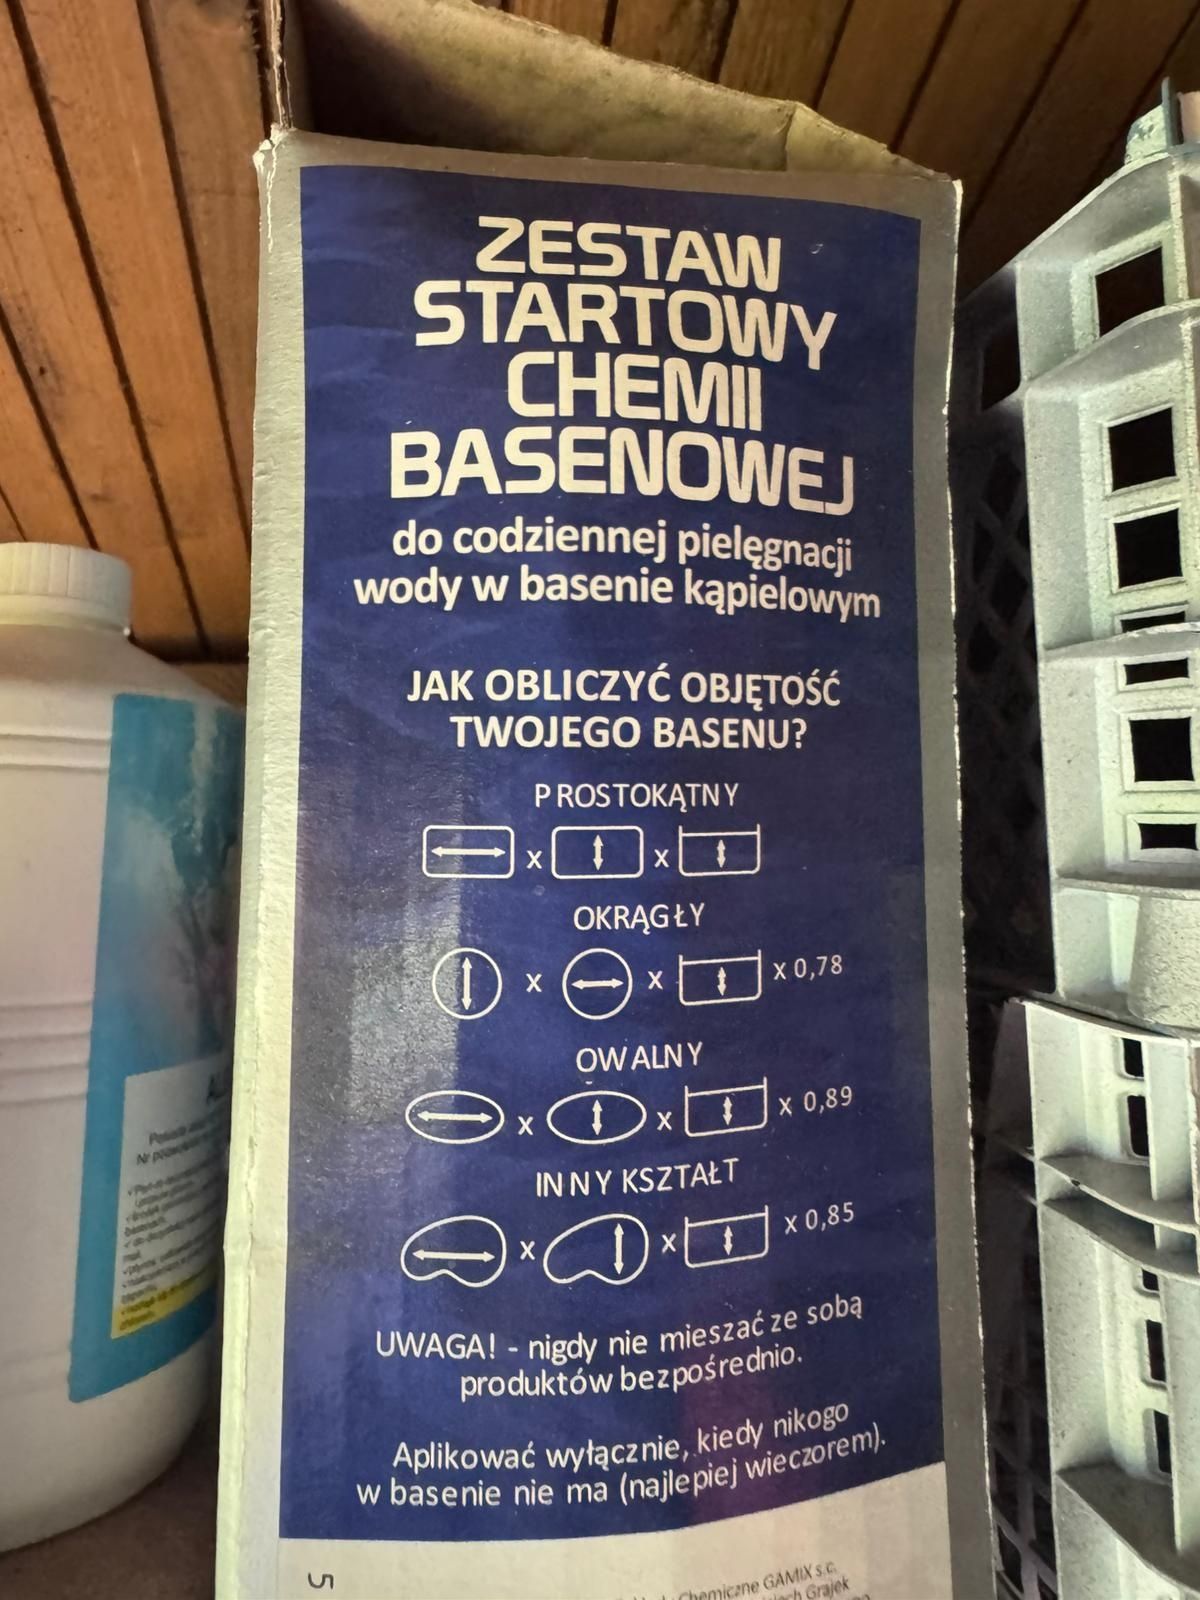 ZESTAW
STARTOWY
CHEMII
BASENOWEJ
do codziennej pielęgnacji
wody w basenie kąpielowym
JAK OBLICZYĆ OBJĘTOŚĆ
TWOJEGO BASENU?
PROSTOKĄTNY
x x
OKRĄGŁY
x x x 0,78
OWALNY
x x x 0,89
INNY KSZTAŁT
x x x 0,85
UWAGA! - nigdy nie mieszać ze sobą
produktów bezpośrednio.
Aplikować wyłącznie, kiedy nikogo
w basenie nie ma (najlepiej wieczorem).
5
Chemiczne GAMIX s.c.
Grajek